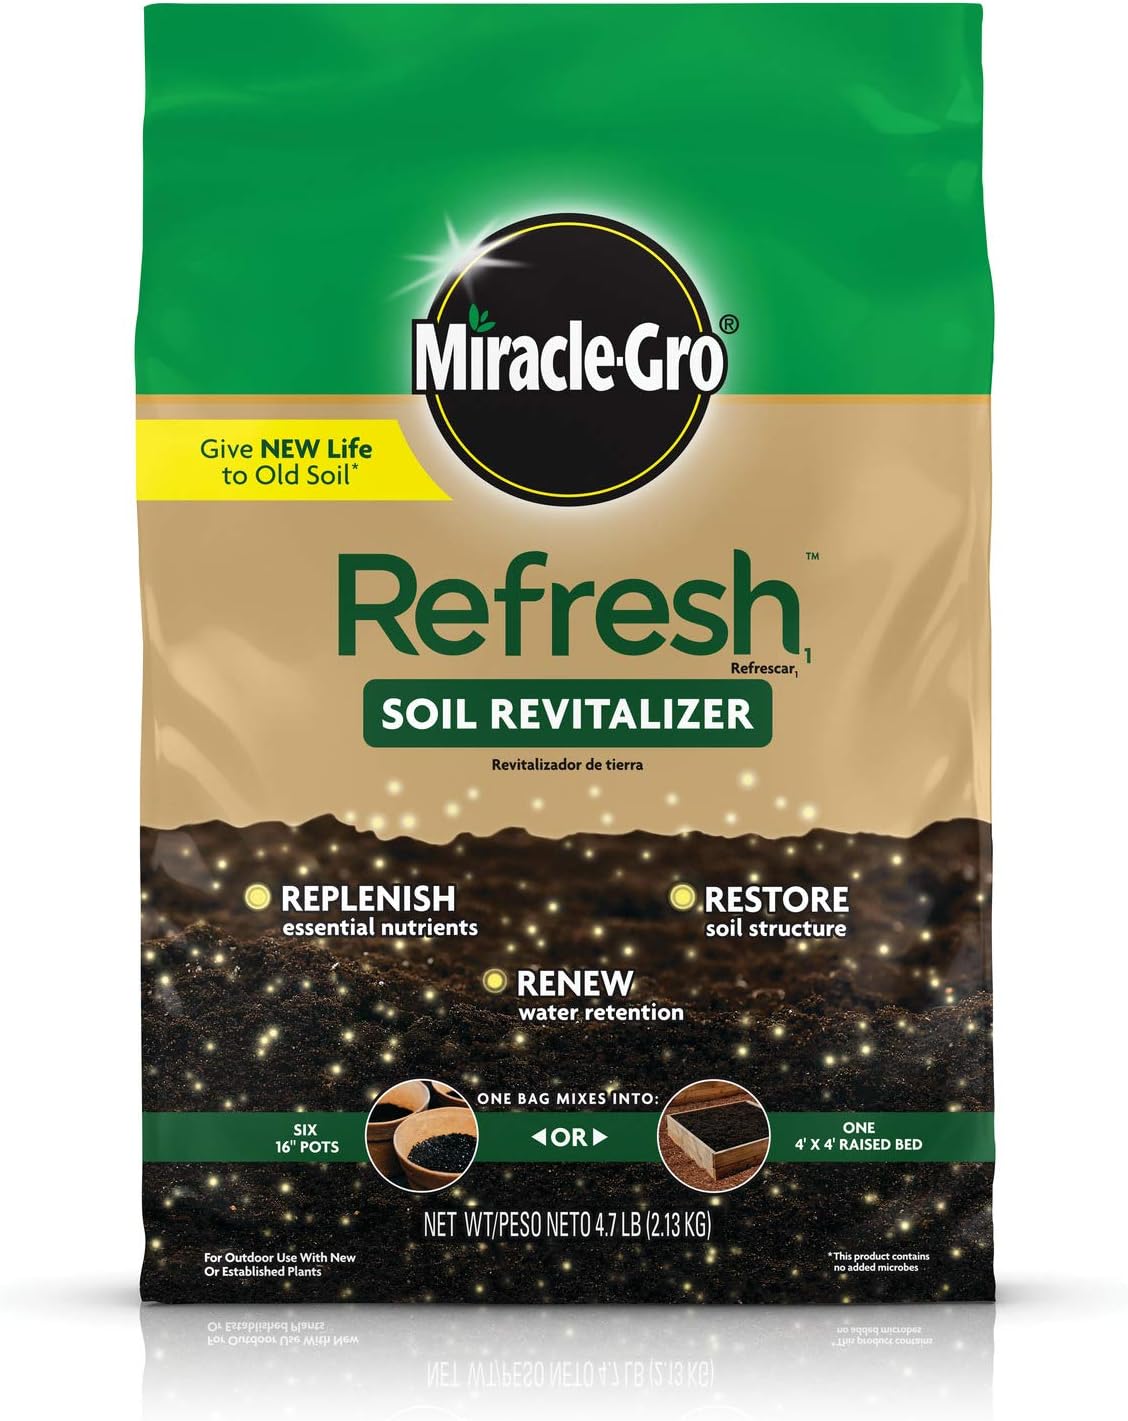 Miracle-Gro®
Give NEW Life
to Old Soil*
Refresh™1
Refrescar1
SOIL REVITALIZER
Revitalizador de tierra
REPLENISH
essential nutrients
RESTORE
soil structure
RENEW
water retention
ONE BAG MIXES INTO:
SIX
16" POTS
◄OR►
ONE
4' X 4' RAISED BED
NET WT/PESO NETO 4.7 LB (2.13 KG)
For Outdoor Use With New
Or Established Plants
*This product contains
no added microbes